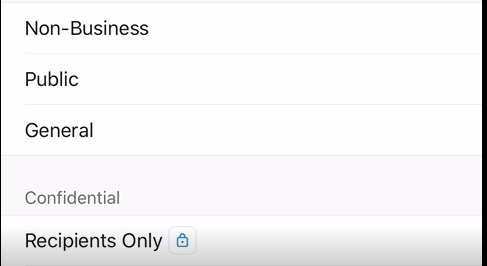 Non-Business
Public
General
Confidential
Recipients Only